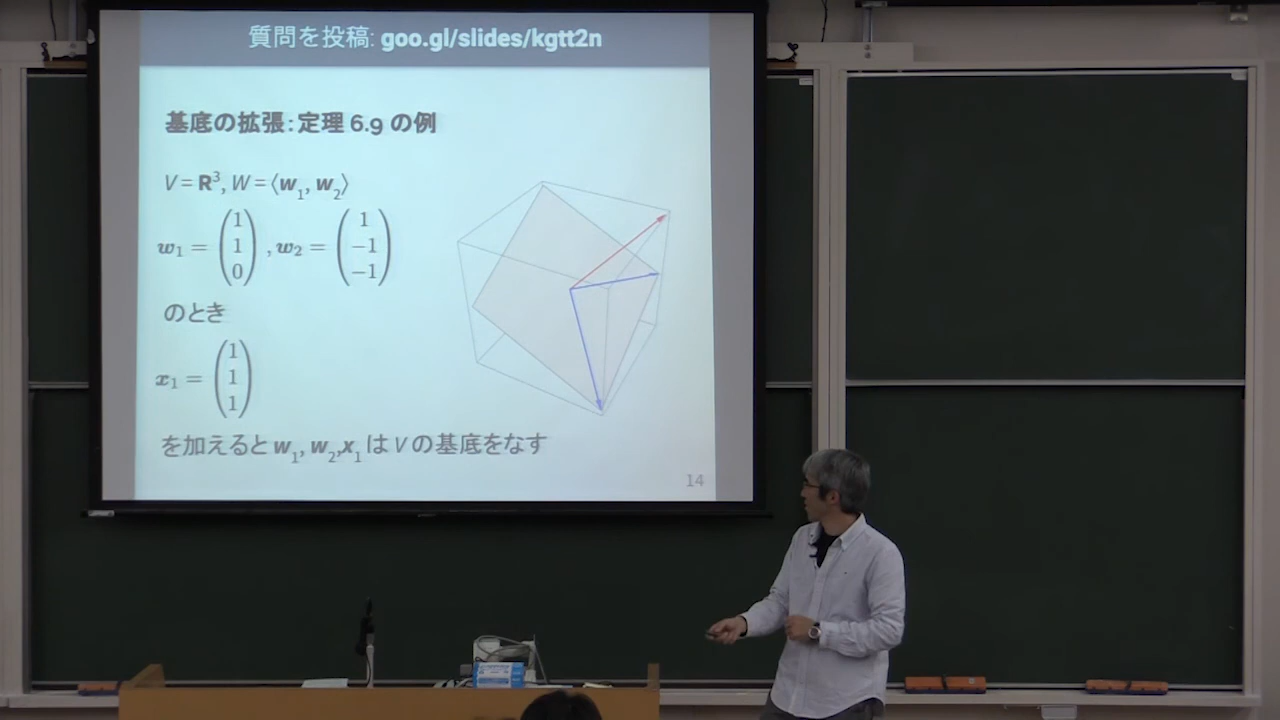 質問を投稿: goo.gl/slides/kgtt2n
基底の拡張：定理 6.9 の例
V = R³, W = ⟨w₁, w₂⟩
w₁ = (1 1 0), w₂ = (1 −1 −1)
のとき
x₁ = (1 1 1)
を加えると w₁, w₂,x₁ は V の基底をなす
14